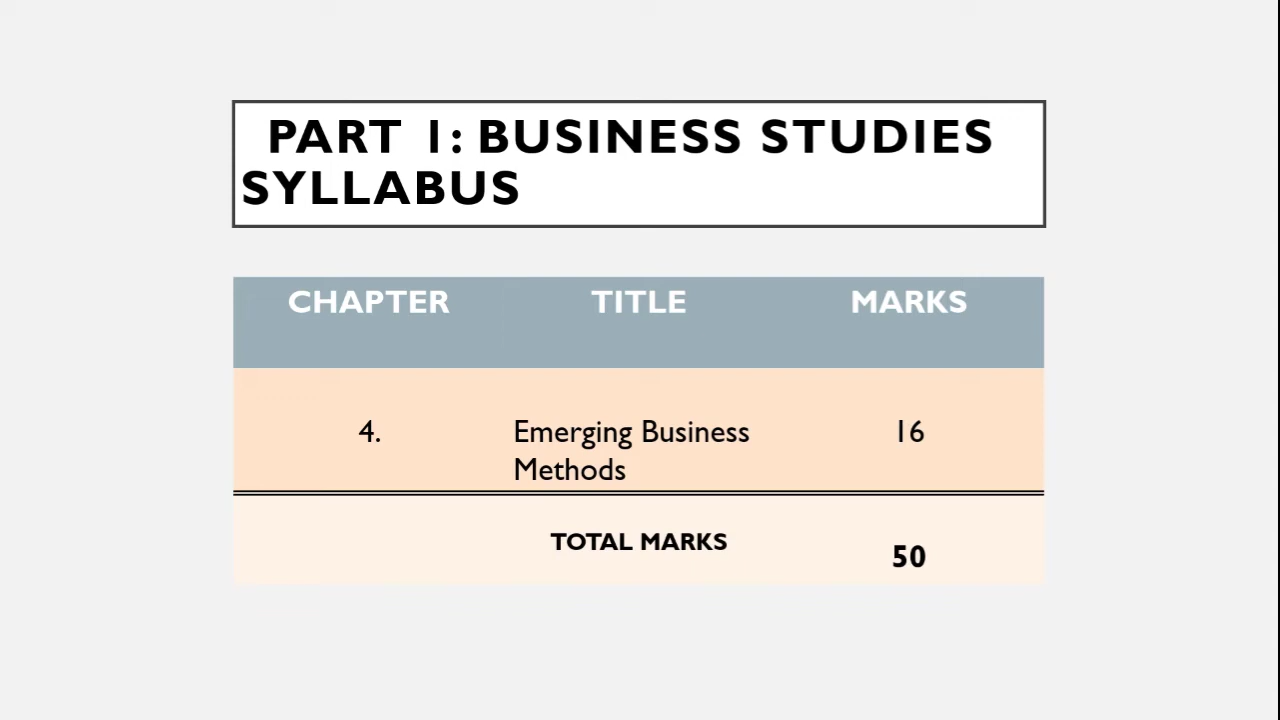 PART 1: BUSINESS STUDIES
SYLLABUS
CHAPTER TITLE MARKS
4. Emerging Business 16
Methods
TOTAL MARKS 50